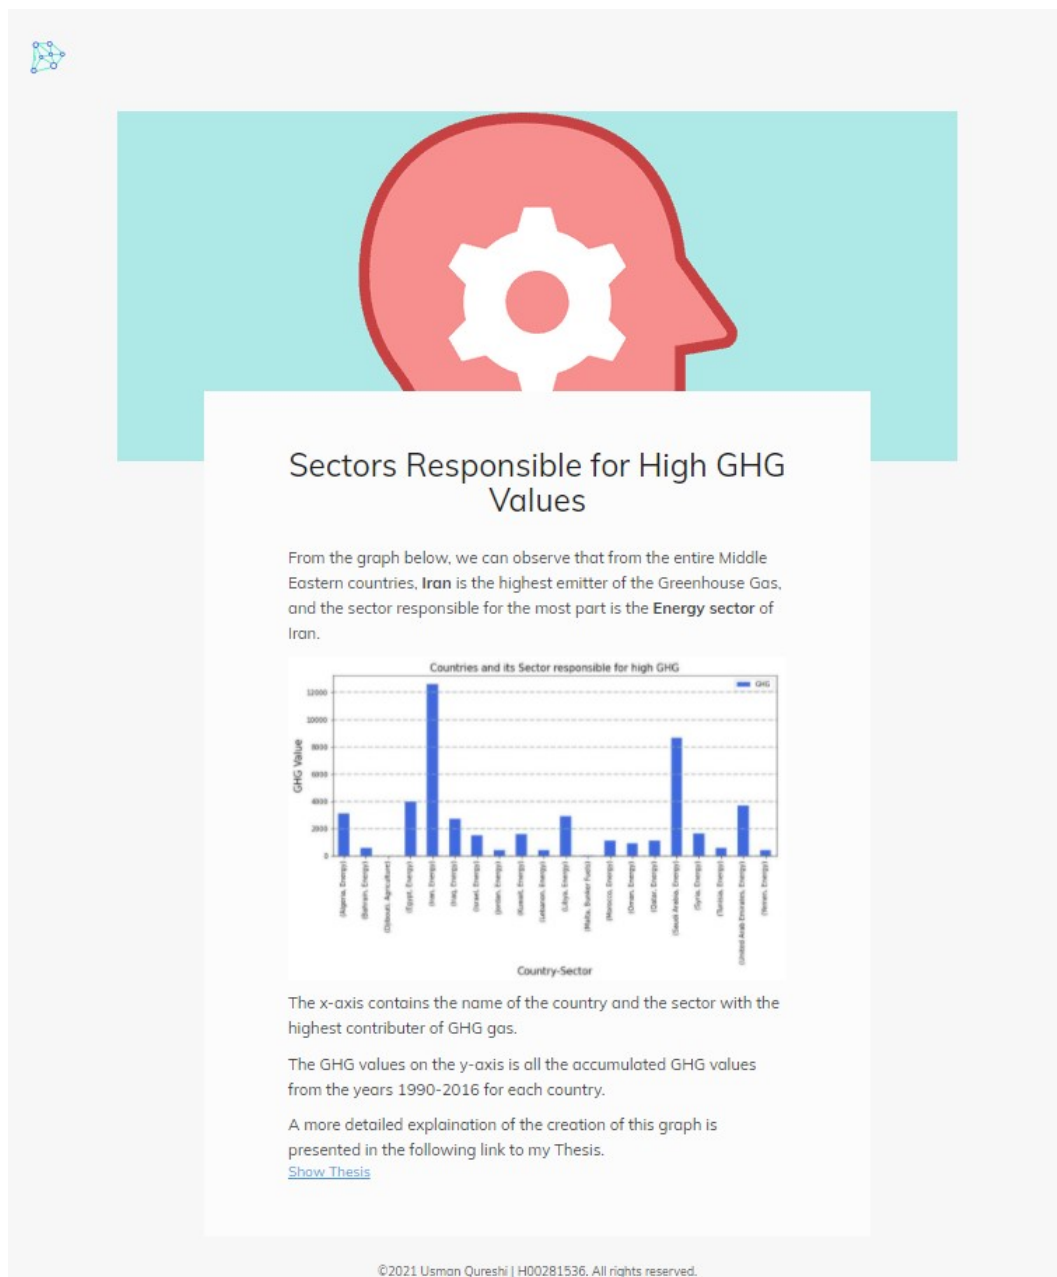 Sectors Responsible for High GHG
Values
From the graph below, we can observe that from the entire Middle
Eastern countries, Iran is the highest emitter of the Greenhouse Gas,
and the sector responsible for the most part is the Energy sector of
Iran.
Countries and its Sector responsible for high GHG
GHG
12000
10000
8000
6000
4000
2000
0
GHG Value
(Algeria, Energy)
(Bahrain, Energy)
(Djibouti, Agriculture)
(Egypt, Energy)
(Iran, Energy)
(Iraq, Energy)
(Israel, Energy)
(Jordan, Energy)
(Kuwait, Energy)
(Lebanon, Energy)
(Libya, Energy)
(Malta, Bunker Fuels)
(Morocco, Energy)
(Oman, Energy)
(Qatar, Energy)
(Saudi Arabia, Energy)
(Syria, Energy)
(Tunisia, Energy)
(United Arab Emirates, Energy)
(Yemen, Energy)
Country-Sector
The x-axis contains the name of the country and the sector with the
highest contributer of GHG gas.
The GHG values on the y-axis is all the accumulated GHG values
from the years 1990-2016 for each country.
A more detailed explaination of the creation of this graph is
presented in the following link to my Thesis.
Show Thesis
©2021 Usman Qureshi | H00281536. All rights reserved.